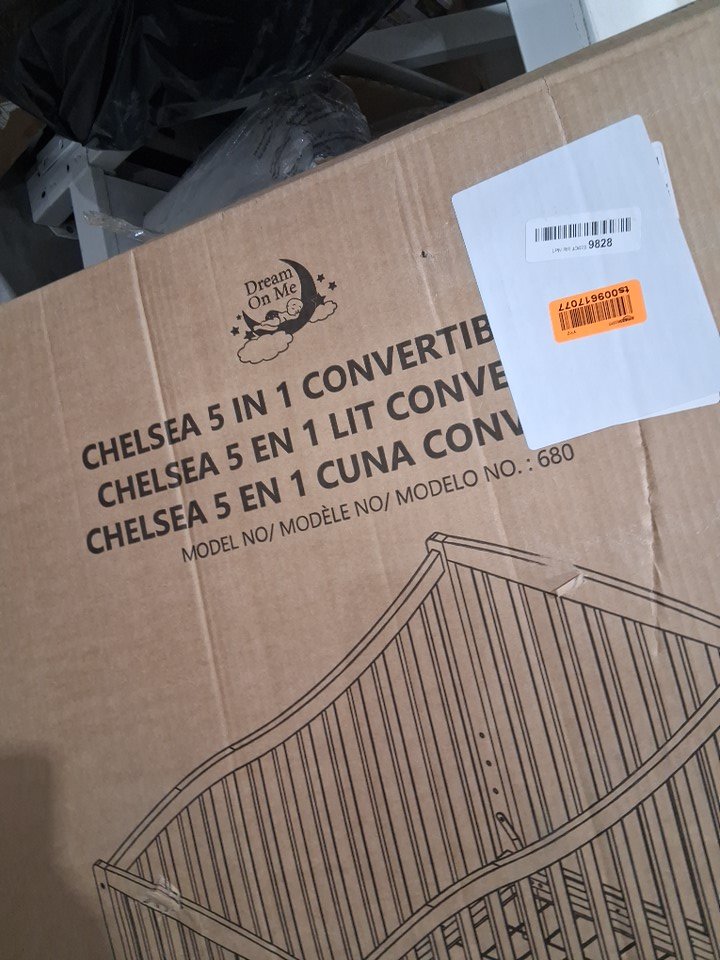 Dream
On Me
CHELSEA 5 IN 1 CONVERTIB
CHELSEA 5 EN 1 LIT CONVE
CHELSEA 5 EN 1 CUNA CONV
MODEL NO/ MODÈLE NO/ MODELO NO. : 680
9828
ts009617077